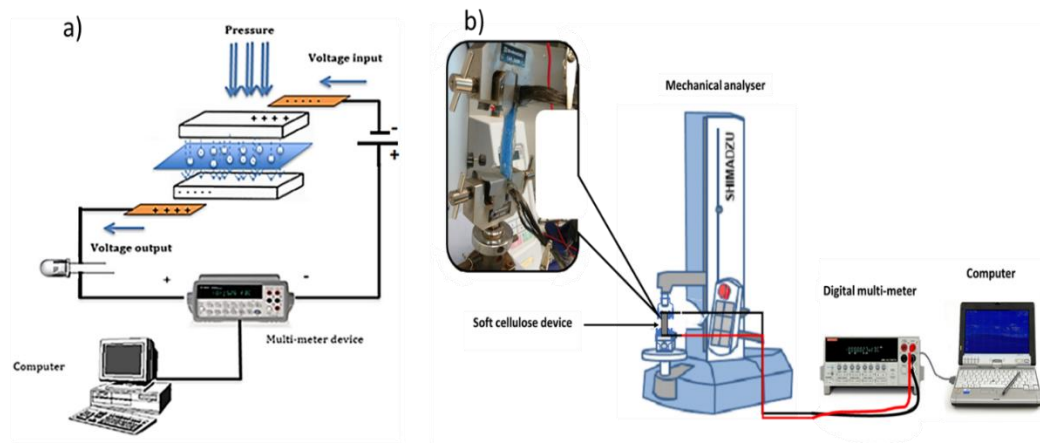 a)
Pressure
Voltage input
+ + + +
-
+
+ + + +
Voltage output
+
-
Multi-meter device
Computer
b)
Mechanical analyser
SHIMADZU
Soft cellulose device
Digital multi-meter
Computer